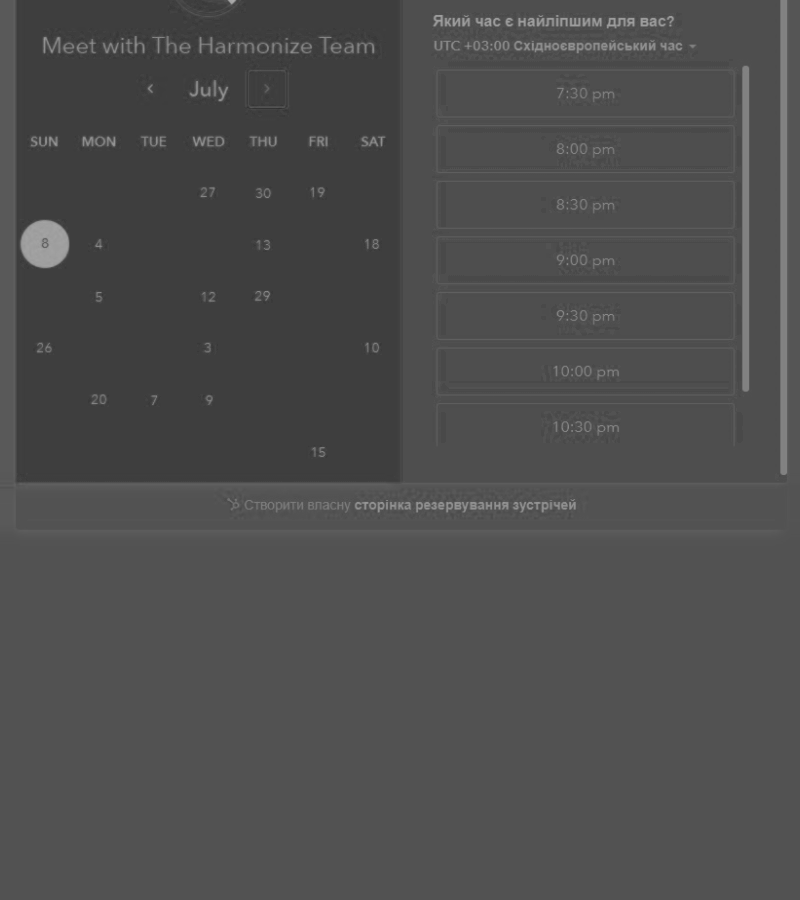 Meet with The Harmonize Team
July
SUN MON TUE WED THU FRI SAT
27 30 19
8 4 13 18
5 12 29
26 3 10
20 7 9
15
Який час є найліпшим для вас?
UTC +03:00 Східноєвропейський час
7:30 pm
8:00 pm
8:30 pm
9:00 pm
9:30 pm
10:00 pm
10:30 pm
Створити власну сторінка резервування зустрічей